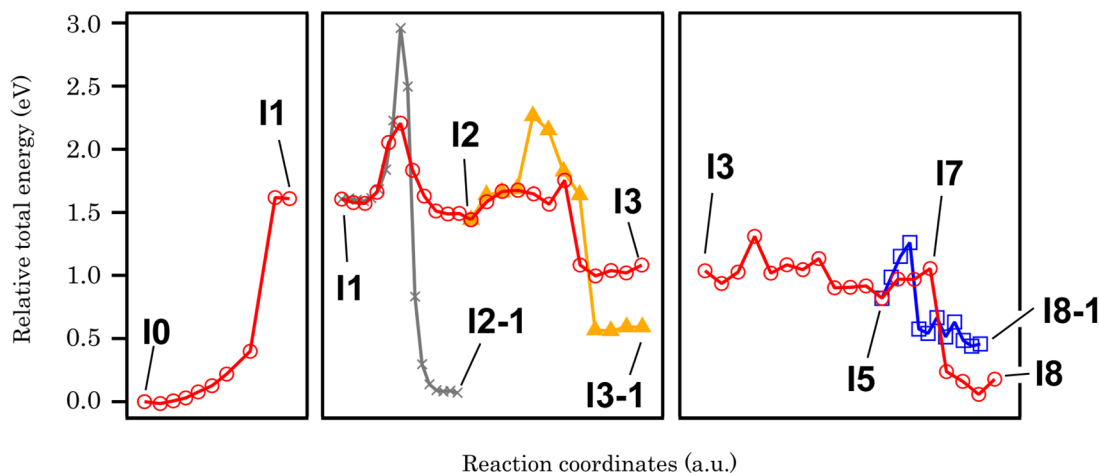 3.0
2.5
2.0
1.5
1.0
0.5
0.0
Relative total energy (eV)
I0
I1
I1
I2
I2-1
I3
I3-1
I3
I5
I7
I8-1
I8
Reaction coordinates (a.u.)